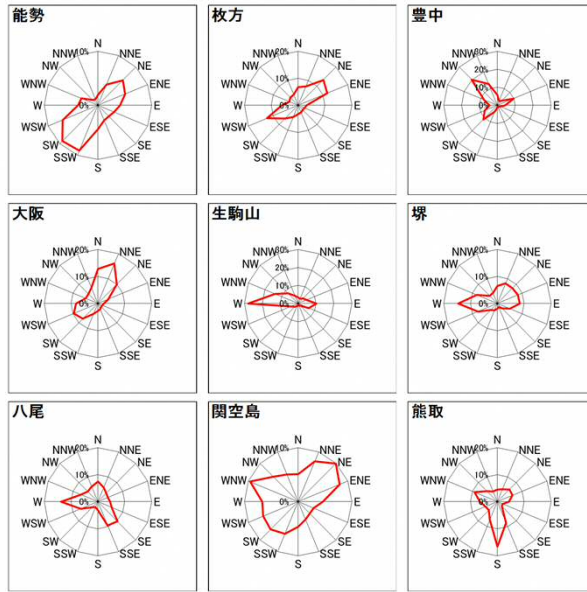 能勢
N
10%
NNW NNE
NW NE
WNW ENE
W 0% E
WSW ESE
SW SE
SSW SSE
S
枚方
N
20%
NNW NNE
NW NE
10%
WNW ENE
W 0% E
WSW ESE
SW SE
SSW SSE
S
豊中
N
30%
NNW NNE
NW 20% NE
WNW 10% ENE
W 0% E
WSW ESE
SW SE
SSW SSE
S
大阪
N
20%
NNW NNE
NW NE
10%
WNW ENE
W 0% E
WSW ESE
SW SE
SSW SSE
S
生駒山
N
30%
NNW NNE
NW 20% NE
WNW 10% ENE
W 0% E
WSW ESE
SW SE
SSW SSE
S
堺
N
20%
NNW NNE
NW NE
10%
WNW ENE
W 0% E
WSW ESE
SW SE
SSW SSE
S
八尾
N
20%
NNW NNE
NW NE
10%
WNW ENE
W 0% E
WSW ESE
SW SE
SSW SSE
S
関空島
N
NNW NNE
NW NE
WNW ENE
W 0% E
WSW ESE
SW SE
SSW SSE
S
熊取
N
20%
NNW NNE
NW NE
10%
WNW ENE
W 0% E
WSW ESE
SW SE
SSW SSE
S